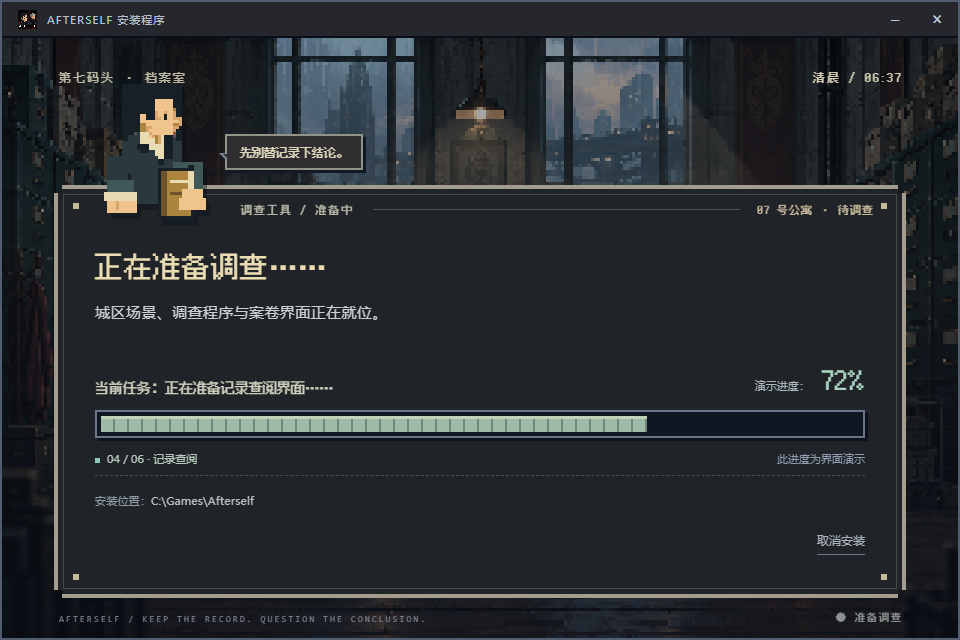 AFTERSELF 安装程序
第七码头 · 档案室
清晨 / 06:37
先别替记录下结论。
调查工具 / 准备中
07 号公寓 · 待调查
正在准备调查……
城区场景、调查程序与案卷界面正在就位。
当前任务：正在准备记录查阅界面……
演示进度： 72%
04 / 06 · 记录查阅
此进度为界面演示
安装位置： C:\Games\Afterself
取消安装
AFTERSELF / KEEP THE RECORD. QUESTION THE CONCLUSION.
准备调查